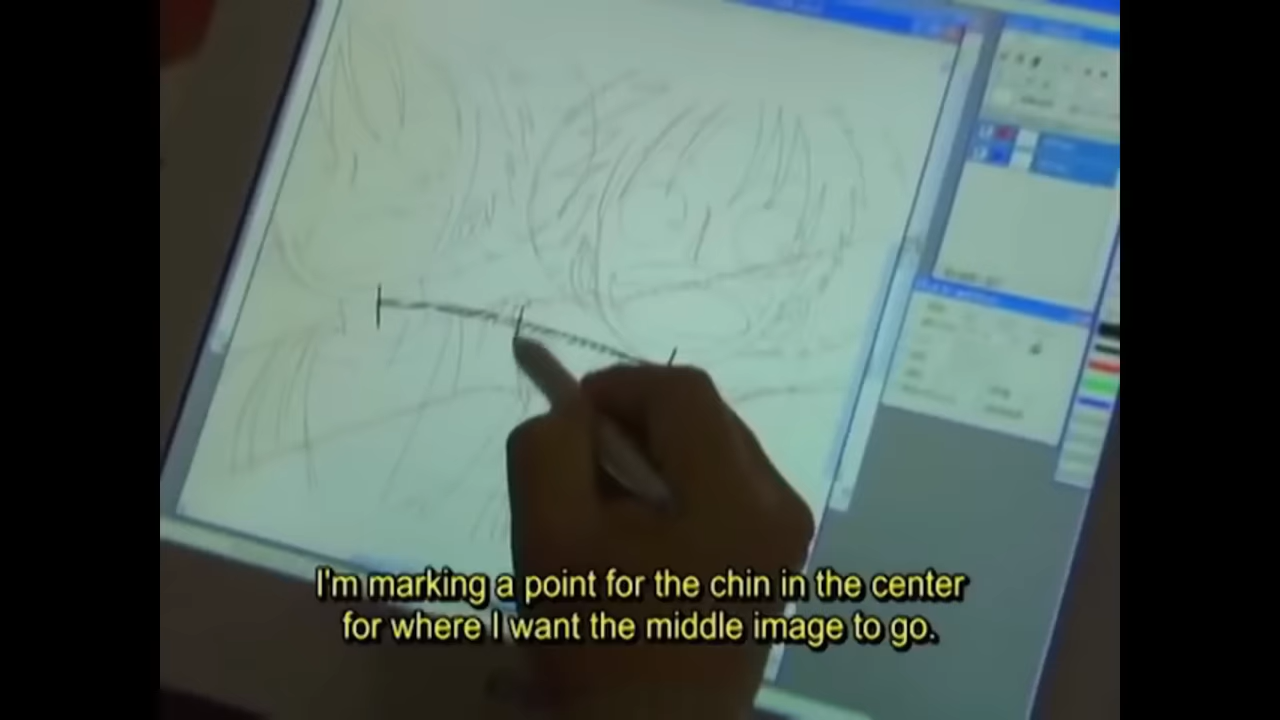 I'm marking a point for the chin in the center
for where I want the middle image to go.